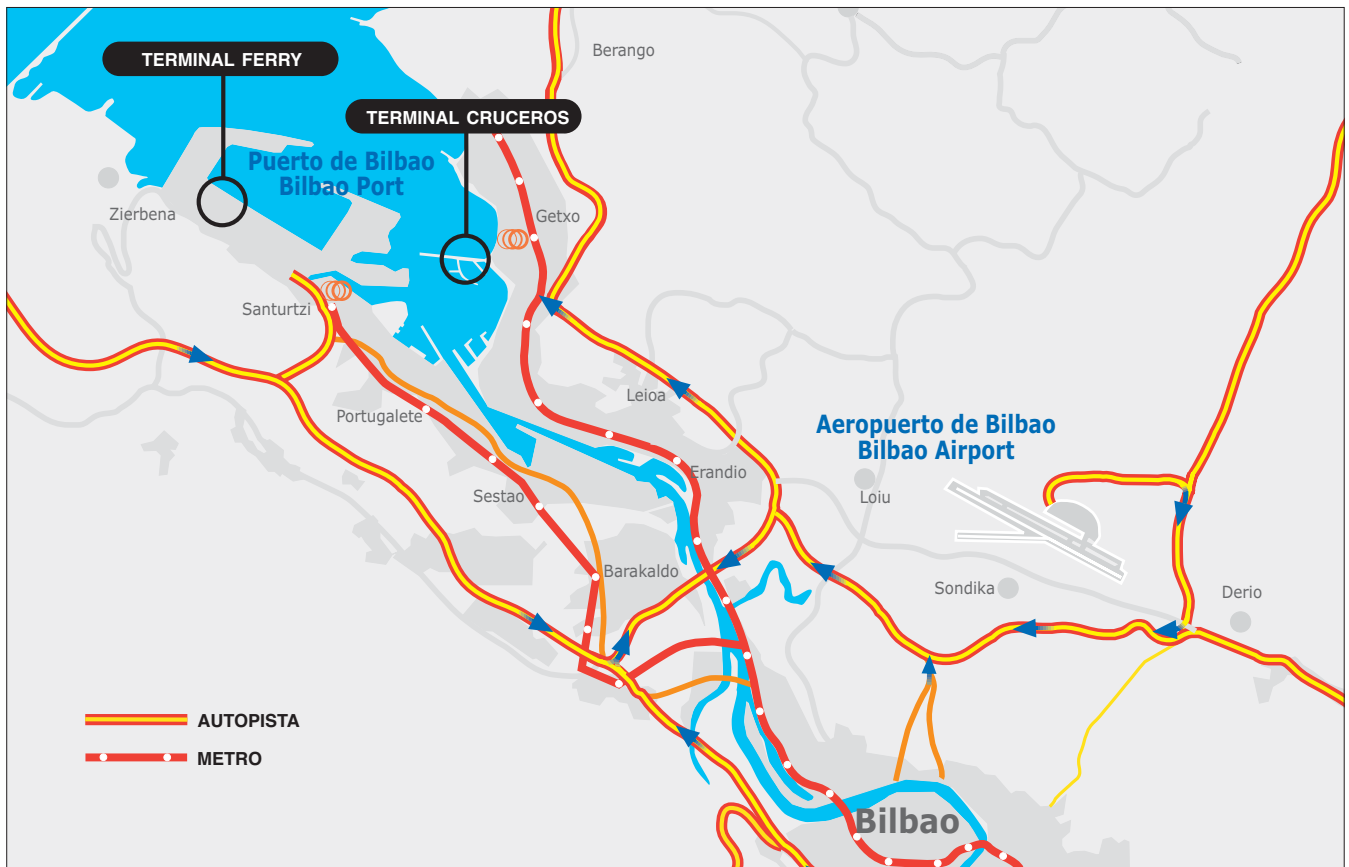 Berango
TERMINAL FERRY
TERMINAL CRUCEROS
Puerto de Bilbao
Bilbao Port
Zierbena
Getxo
Santurtzi
Leioa
Portugalete
Aeropuerto de Bilbao
Bilbao Airport
Erandio
Sestao
Loiu
Barakaldo
Sondika
Derio
AUTOPISTA
METRO
Bilbao